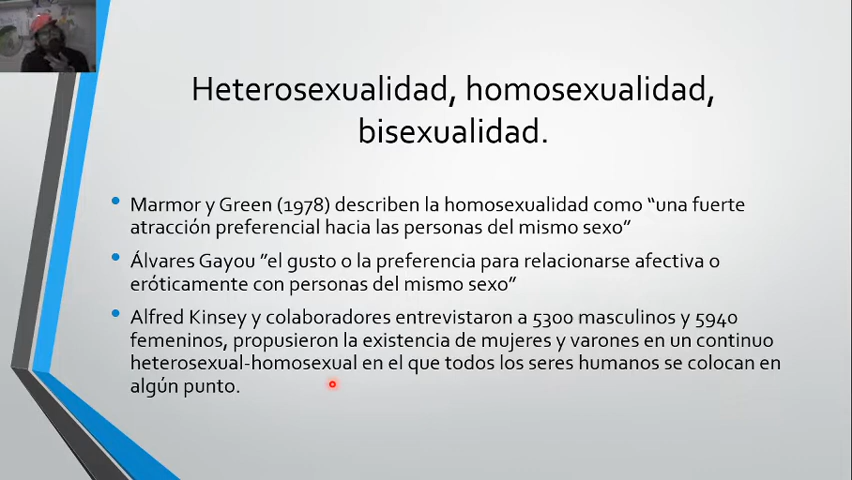 Heterosexualidad, homosexualidad,
bisexualidad.
Marmor y Green (1978) describen la homosexualidad como “una fuerte
atracción preferencial hacia las personas del mismo sexo”
Álvares Gayou ”el gusto o la preferencia para relacionarse afectiva o
eróticamente con personas del mismo sexo”
Alfred Kinsey y colaboradores entrevistaron a 5300 masculinos y 5940
femeninos, propusieron la existencia de mujeres y varones en un continuo
heterosexual-homosexual en el que todos los seres humanos se colocan en
algún punto.